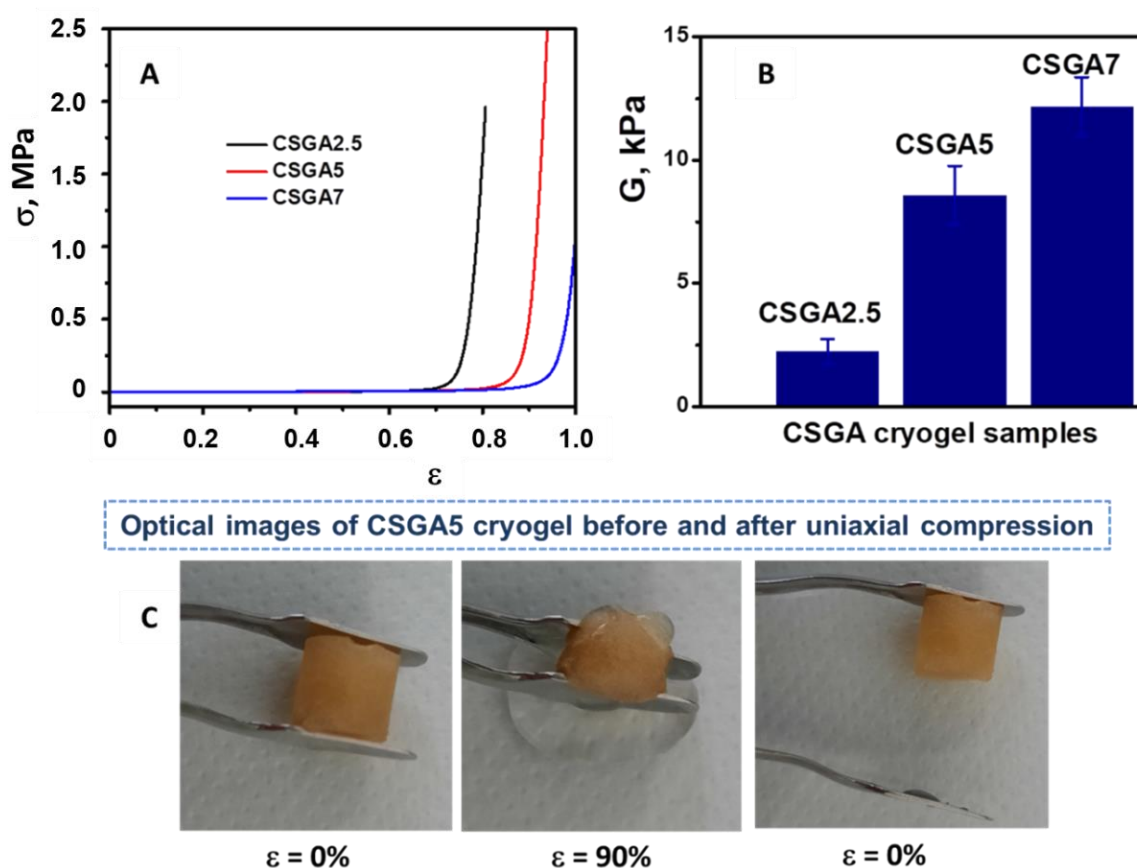 A
σ, MPa
2.5
2.0
1.5
1.0
0.5
0
CSGA2.5
CSGA5
CSGA7
0 0.2 0.4 0.6 0.8 1.0
ε
B
G, kPa
15
10
5
0
CSGA2.5
CSGA5
CSGA7
CSGA cryogel samples
Optical images of CSGA5 cryogel before and after uniaxial compression
C
ε = 0% ε = 90% ε = 0%